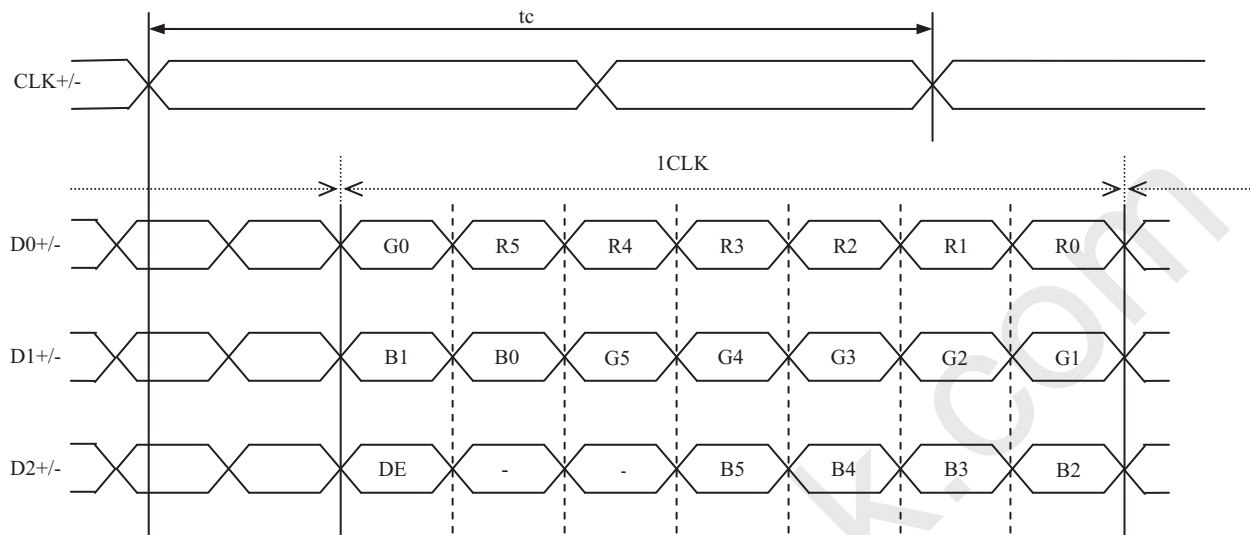 tc
CLK+/-
1CLK
D0+/- G0 R5 R4 R3 R2 R1 R0
D1+/- B1 B0 G5 G4 G3 G2 G1
D2+/- DE - - B5 B4 B3 B2
k.com